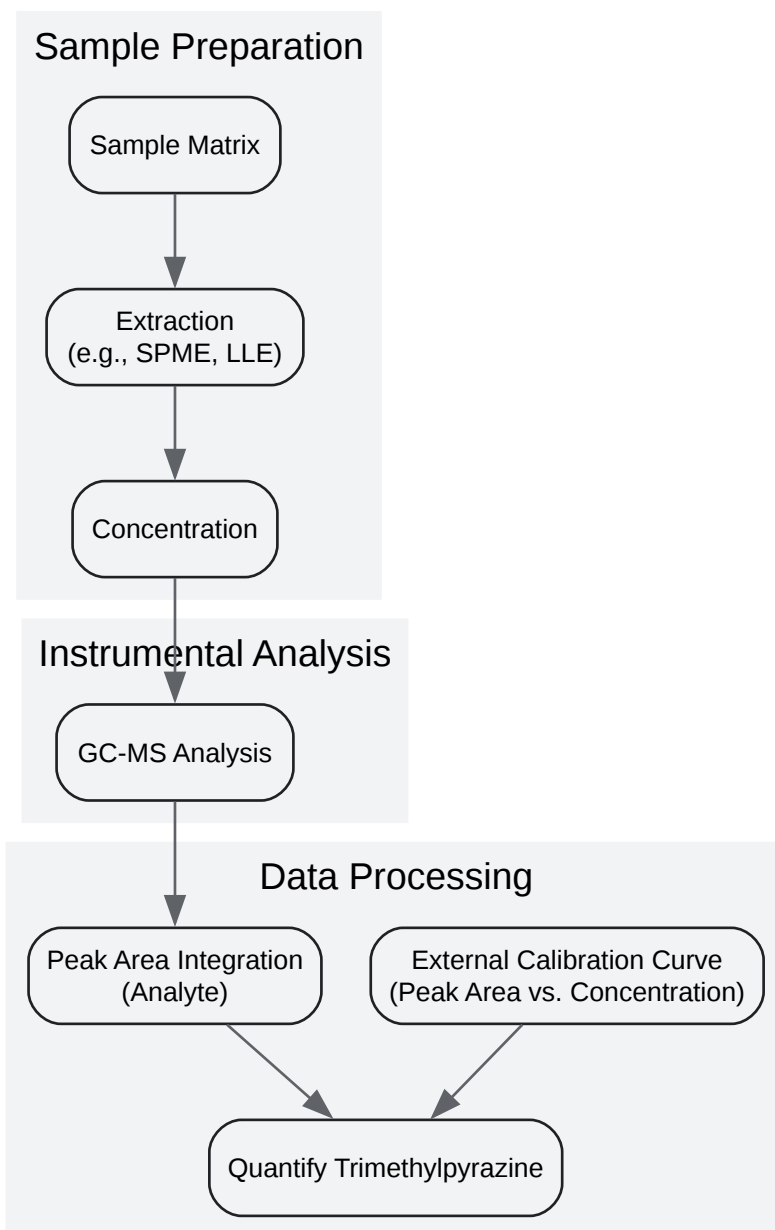 Sample Preparation
Sample Matrix
Extraction
(e.g., SPME, LLE)
Concentration
Instrumental Analysis
GC-MS Analysis
Data Processing
Peak Area Integration
(Analyte)
External Calibration Curve
(Peak Area vs. Concentration)
Quantify Trimethylpyrazine